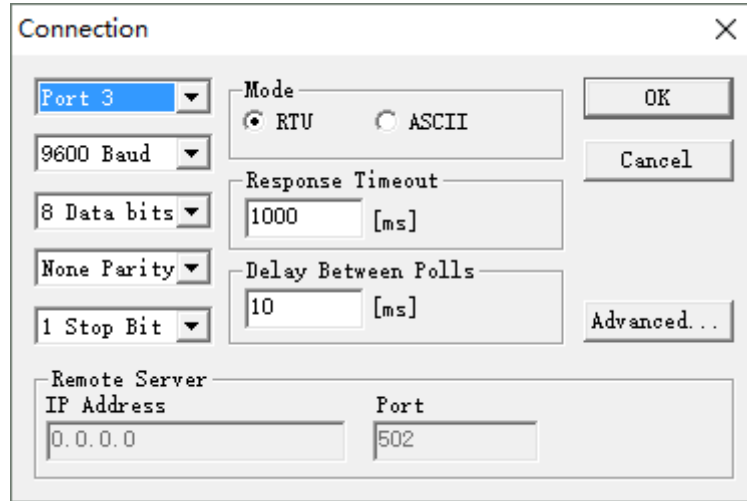 Connection
Port 3
9600 Baud
8 Data bits
None Parity
1 Stop Bit
Mode
RTU
ASCII
Response Timeout
1000
[ms]
Delay Between Polls
10
[ms]
OK
Cancel
Advanced...
Remote Server
IP Address
Port
0.0.0.0
502